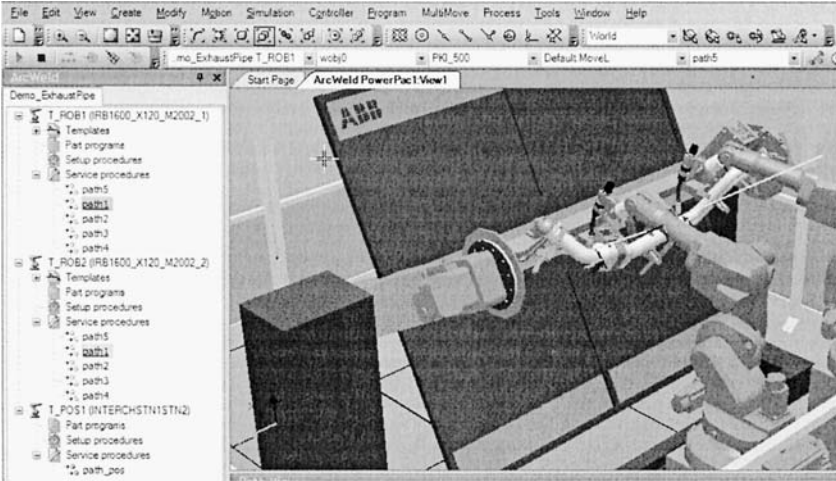 File Edit View Create Modify Motion Simulation Controller Program MultiMove Process Tools Window Help
World
..mo_ExhaustPipe T_ROB1 wobj0 PKI_500 Default MoveL path5
ArcWeld
Start Page ArcWeld PowerPac1:View1
Demo_ExhaustPipe
ABB
T_ROB1 (IRB1600_X120_M2002_1)
Templates
Part programs
Setup procedures
Service procedures
path5
path1
path2
path3
path4
T_ROB2 (IRB1600_X120_M2002_2)
Templates
Part programs
Setup procedures
Service procedures
path5
path1
path2
path3
path4
T_POS1 (INTERCHSTN1STN2)
Part programs
Setup procedures
Service procedures
path_pos